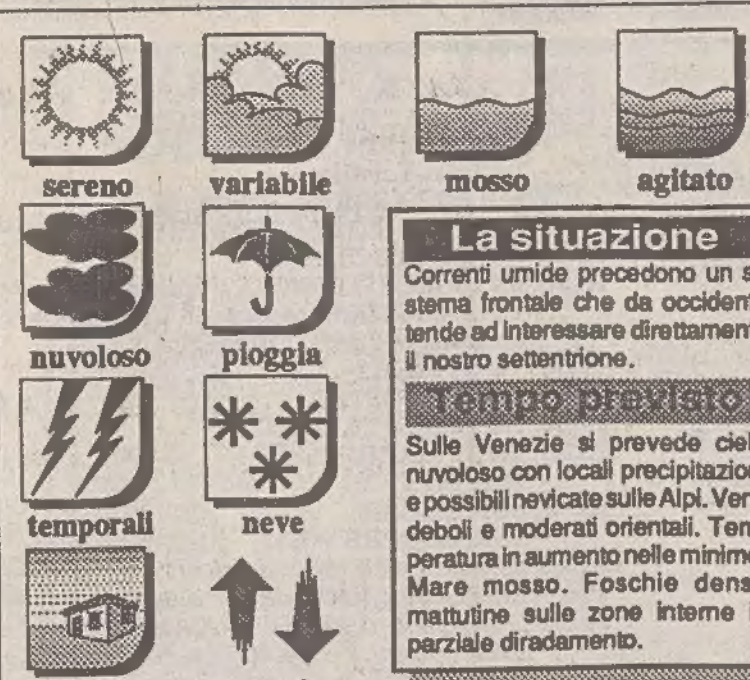 sereno
variabile
mosso
agitato
nuvoloso
pioggia
temporali
neve
La situazione
Correnti umide precedono un s
stema frontale che da occiden
tende ad interessare direttamen
il nostro settentrione.
Tempo previsto
Sulle Venezie si prevede ciel
nuvoloso con locali precipitazion
e possibili nevicate sulle Alpi. Ven
deboli e moderati orientali. Tem
peratura in aumento nelle minime
Mare mosso. Foschie dens
mattutine sulle zone interne i
parziale diradamento.